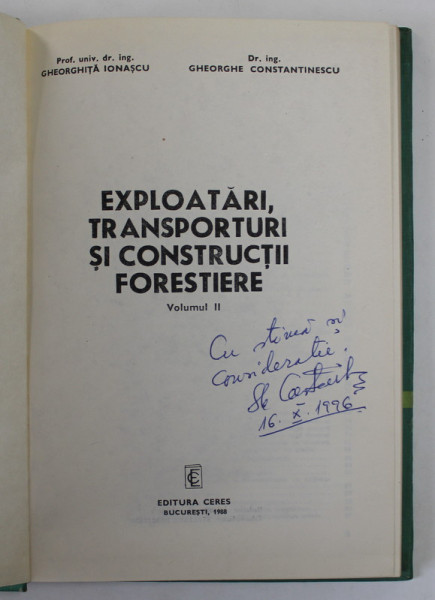 Prof. univ. dr. ing.
GHEORGHIȚĂ IONAȘCU
Dr. ing.
GHEORGHE CONSTANTINESCU
EXPLOATĂRI,
TRANSPORTURI
ȘI CONSTRUCȚII
FORESTIERE
Volumul II
Cu stimă și
considerație.
16. X. 1996
EDITURA CERES
BUCUREȘTI, 1988